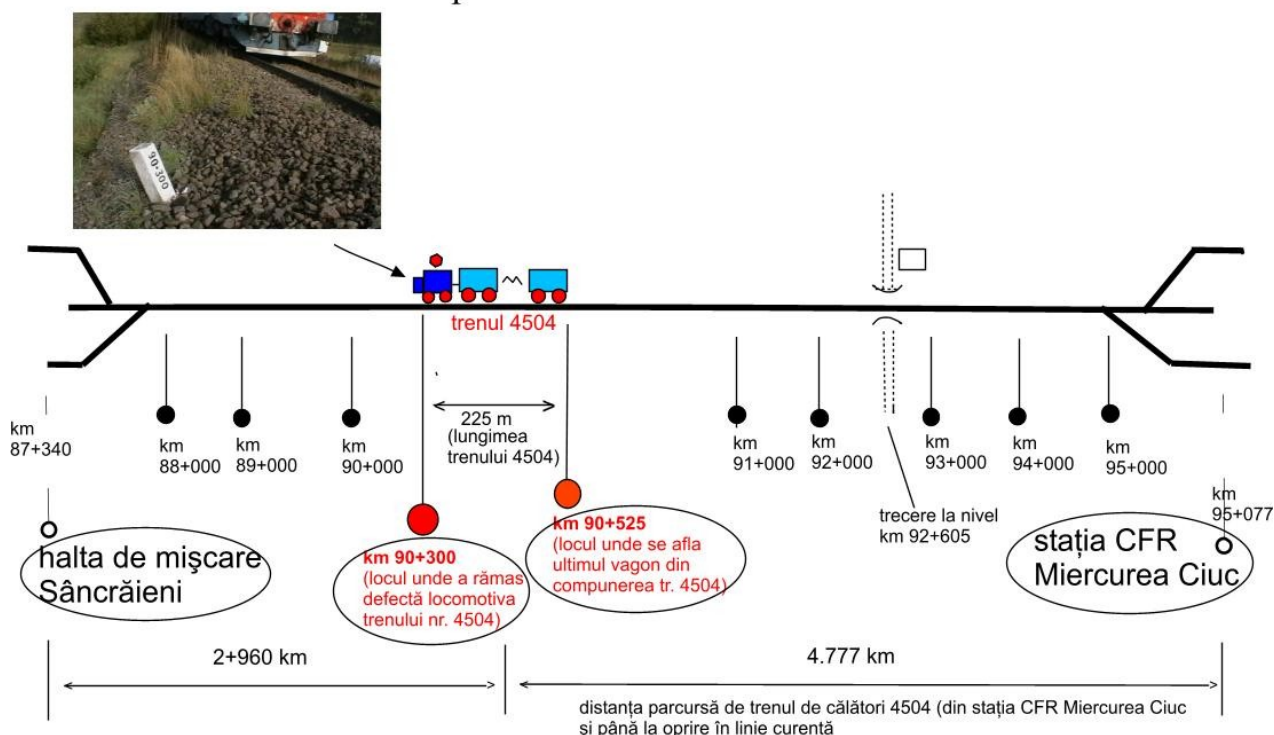 90+300
trenul 4504
225 m
(lungimea
trenului 4504)
km
87+340
km
88+000
km
89+000
km
90+000
km
91+000
km
92+000
km
93+000
km
94+000
km
95+000
km
95+077
trecere la nivel
km 92+605
halta de mişcare
Sâncrăieni
km 90+300
(locul unde a rămas
defectă locomotiva
trenului nr. 4504)
km 90+525
(locul unde se afla
ultimul vagon din
compunerea tr. 4504)
stația CFR
Miercurea Ciuc
2+960 km
4.777 km
distanța parcursă de trenul de călători 4504 (din stația CFR Miercurea Ciuc
și până la oprire în linie curentă